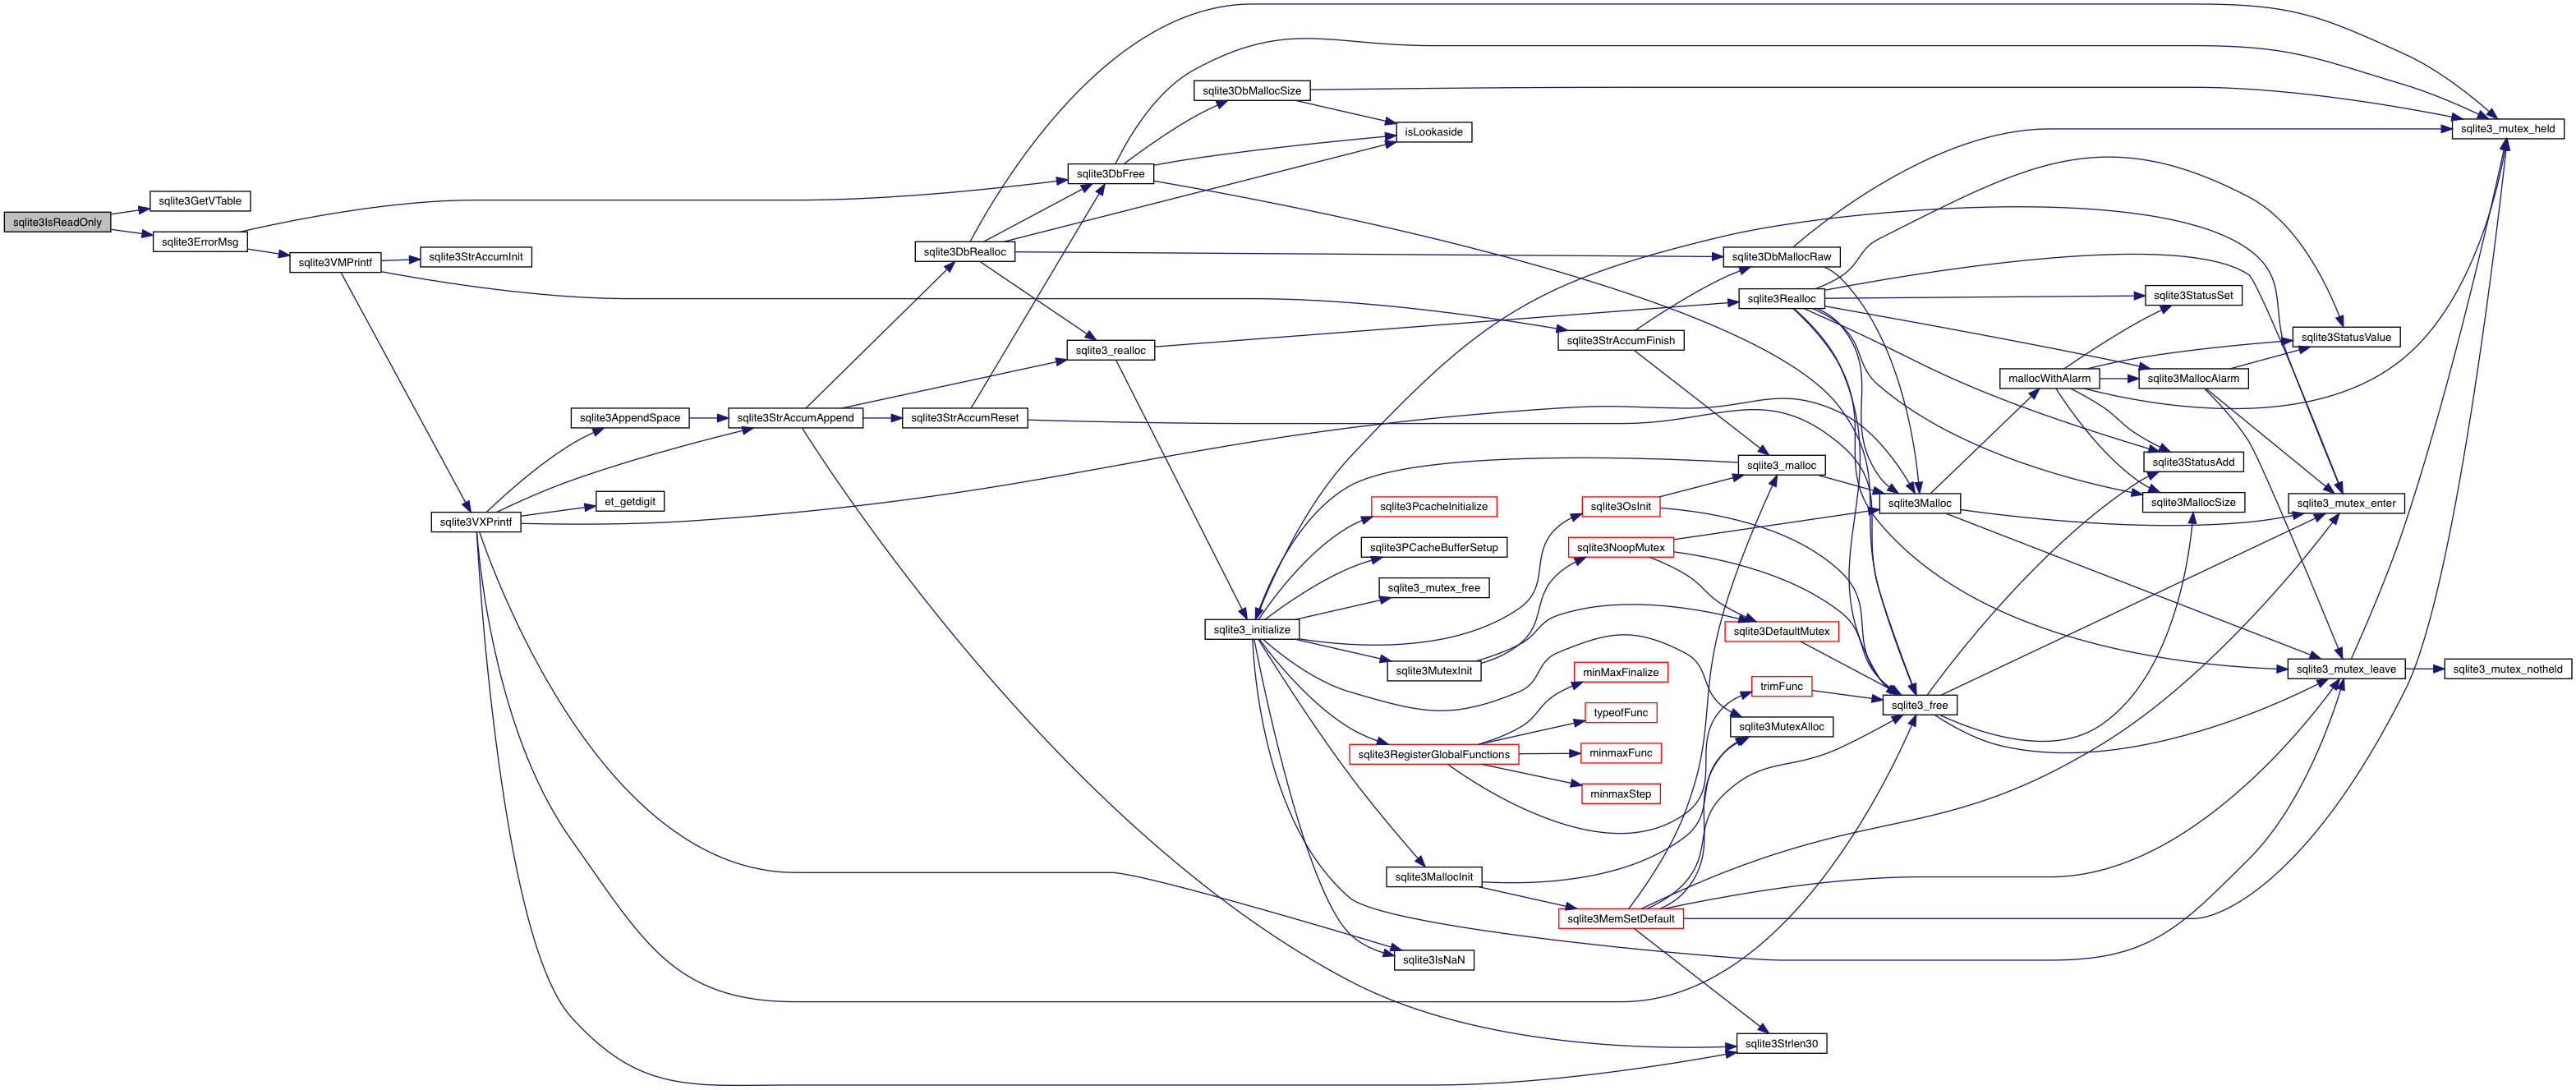 sqlite3IsReadOnly
sqlite3GetVTable
sqlite3ErrorMsg
sqlite3VMPrintf
sqlite3StrAccumInit
sqlite3VXPrintf
sqlite3AppendSpace
et_getdigit
sqlite3StrAccumAppend
sqlite3DbRealloc
sqlite3StrAccumReset
sqlite3DbFree
sqlite3_realloc
sqlite3DbMallocSize
isLookaside
sqlite3_initialize
sqlite3PcacheInitialize
sqlite3PCacheBufferSetup
sqlite3_mutex_free
sqlite3MutexInit
sqlite3RegisterGlobalFunctions
sqlite3MallocInit
sqlite3IsNaN
sqlite3StrAccumFinish
sqlite3OsInit
sqlite3NoopMutex
minMaxFinalize
typeofFunc
minmaxFunc
minmaxStep
sqlite3MemSetDefault
sqlite3DbMallocRaw
sqlite3Realloc
sqlite3_malloc
sqlite3DefaultMutex
trimFunc
sqlite3MutexAlloc
sqlite3Strlen30
sqlite3Malloc
sqlite3_free
mallocWithAlarm
sqlite3StatusSet
sqlite3MallocAlarm
sqlite3StatusAdd
sqlite3MallocSize
sqlite3StatusValue
sqlite3_mutex_enter
sqlite3_mutex_leave
sqlite3_mutex_held
sqlite3_mutex_notheld